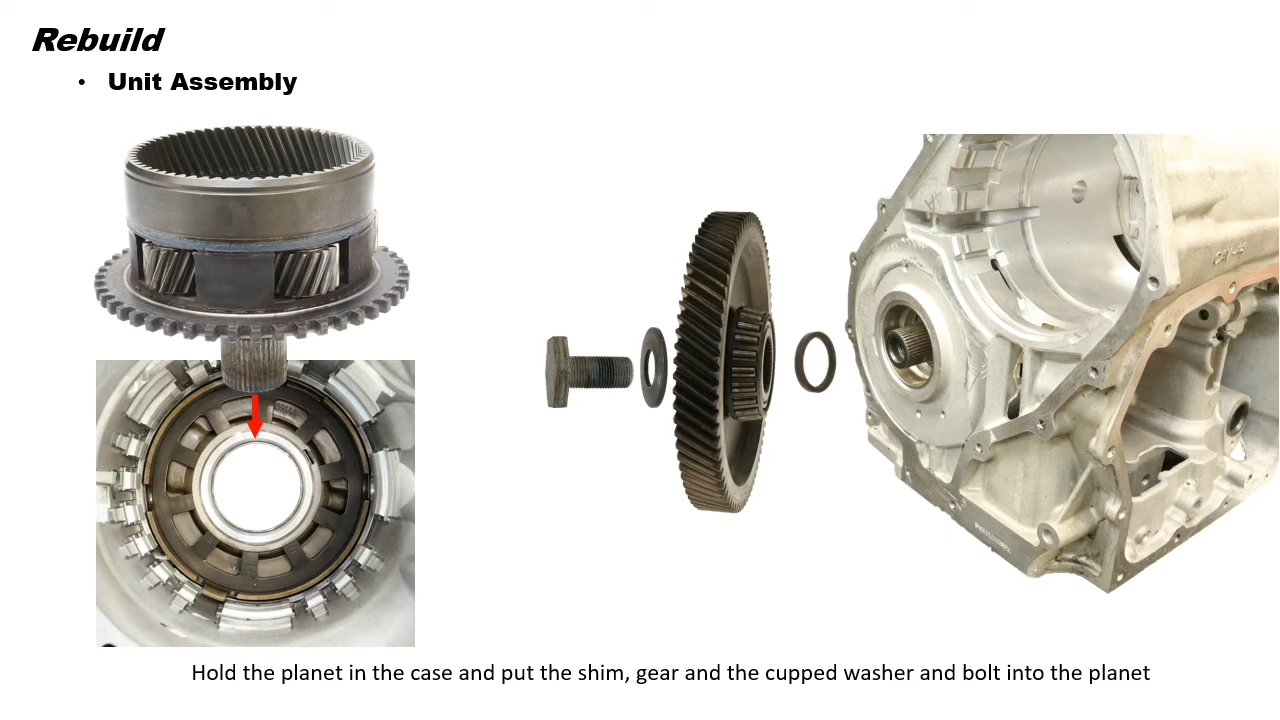 Rebuild
• Unit Assembly
Hold the planet in the case and put the shim, gear and the cupped washer and bolt into the planet